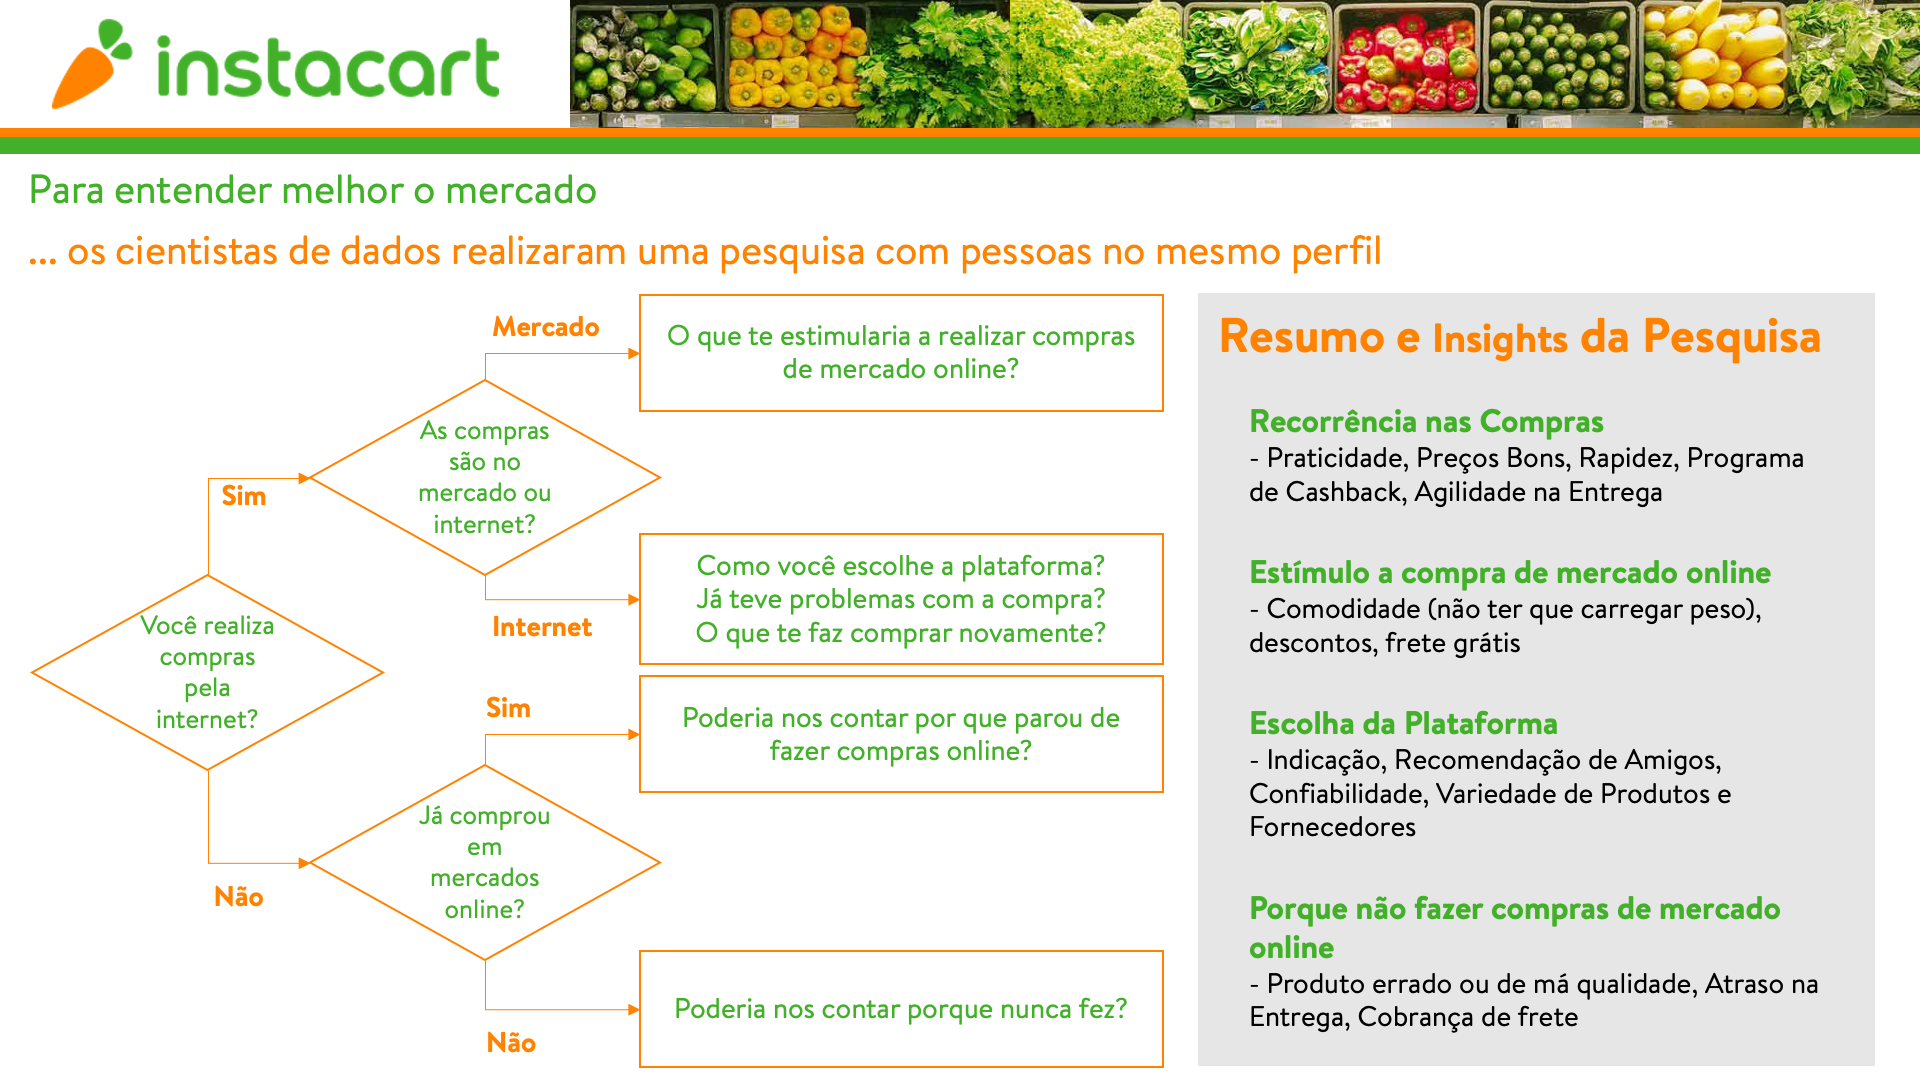 instacart
Para entender melhor o mercado
... os cientistas de dados realizaram uma pesquisa com pessoas no mesmo perfil
Você realiza
compras
pela
internet?
Sim
As compras
são no
mercado ou
internet?
Mercado
O que te estimularia a realizar compras
de mercado online?
Internet
Como você escolhe a plataforma?
Já teve problemas com a compra?
O que te faz comprar novamente?
Não
Já comprou
em
mercados
online?
Sim
Poderia nos contar por que parou de
fazer compras online?
Não
Poderia nos contar porque nunca fez?
Resumo e Insights da Pesquisa
Recorrência nas Compras
- Praticidade, Preços Bons, Rapidez, Programa
de Cashback, Agilidade na Entrega
Estímulo a compra de mercado online
- Comodidade (não ter que carregar peso),
descontos, frete grátis
Escolha da Plataforma
- Indicação, Recomendação de Amigos,
Confiabilidade, Variedade de Produtos e
Fornecedores
Porque não fazer compras de mercado
online
- Produto errado ou de má qualidade, Atraso na
Entrega, Cobrança de frete